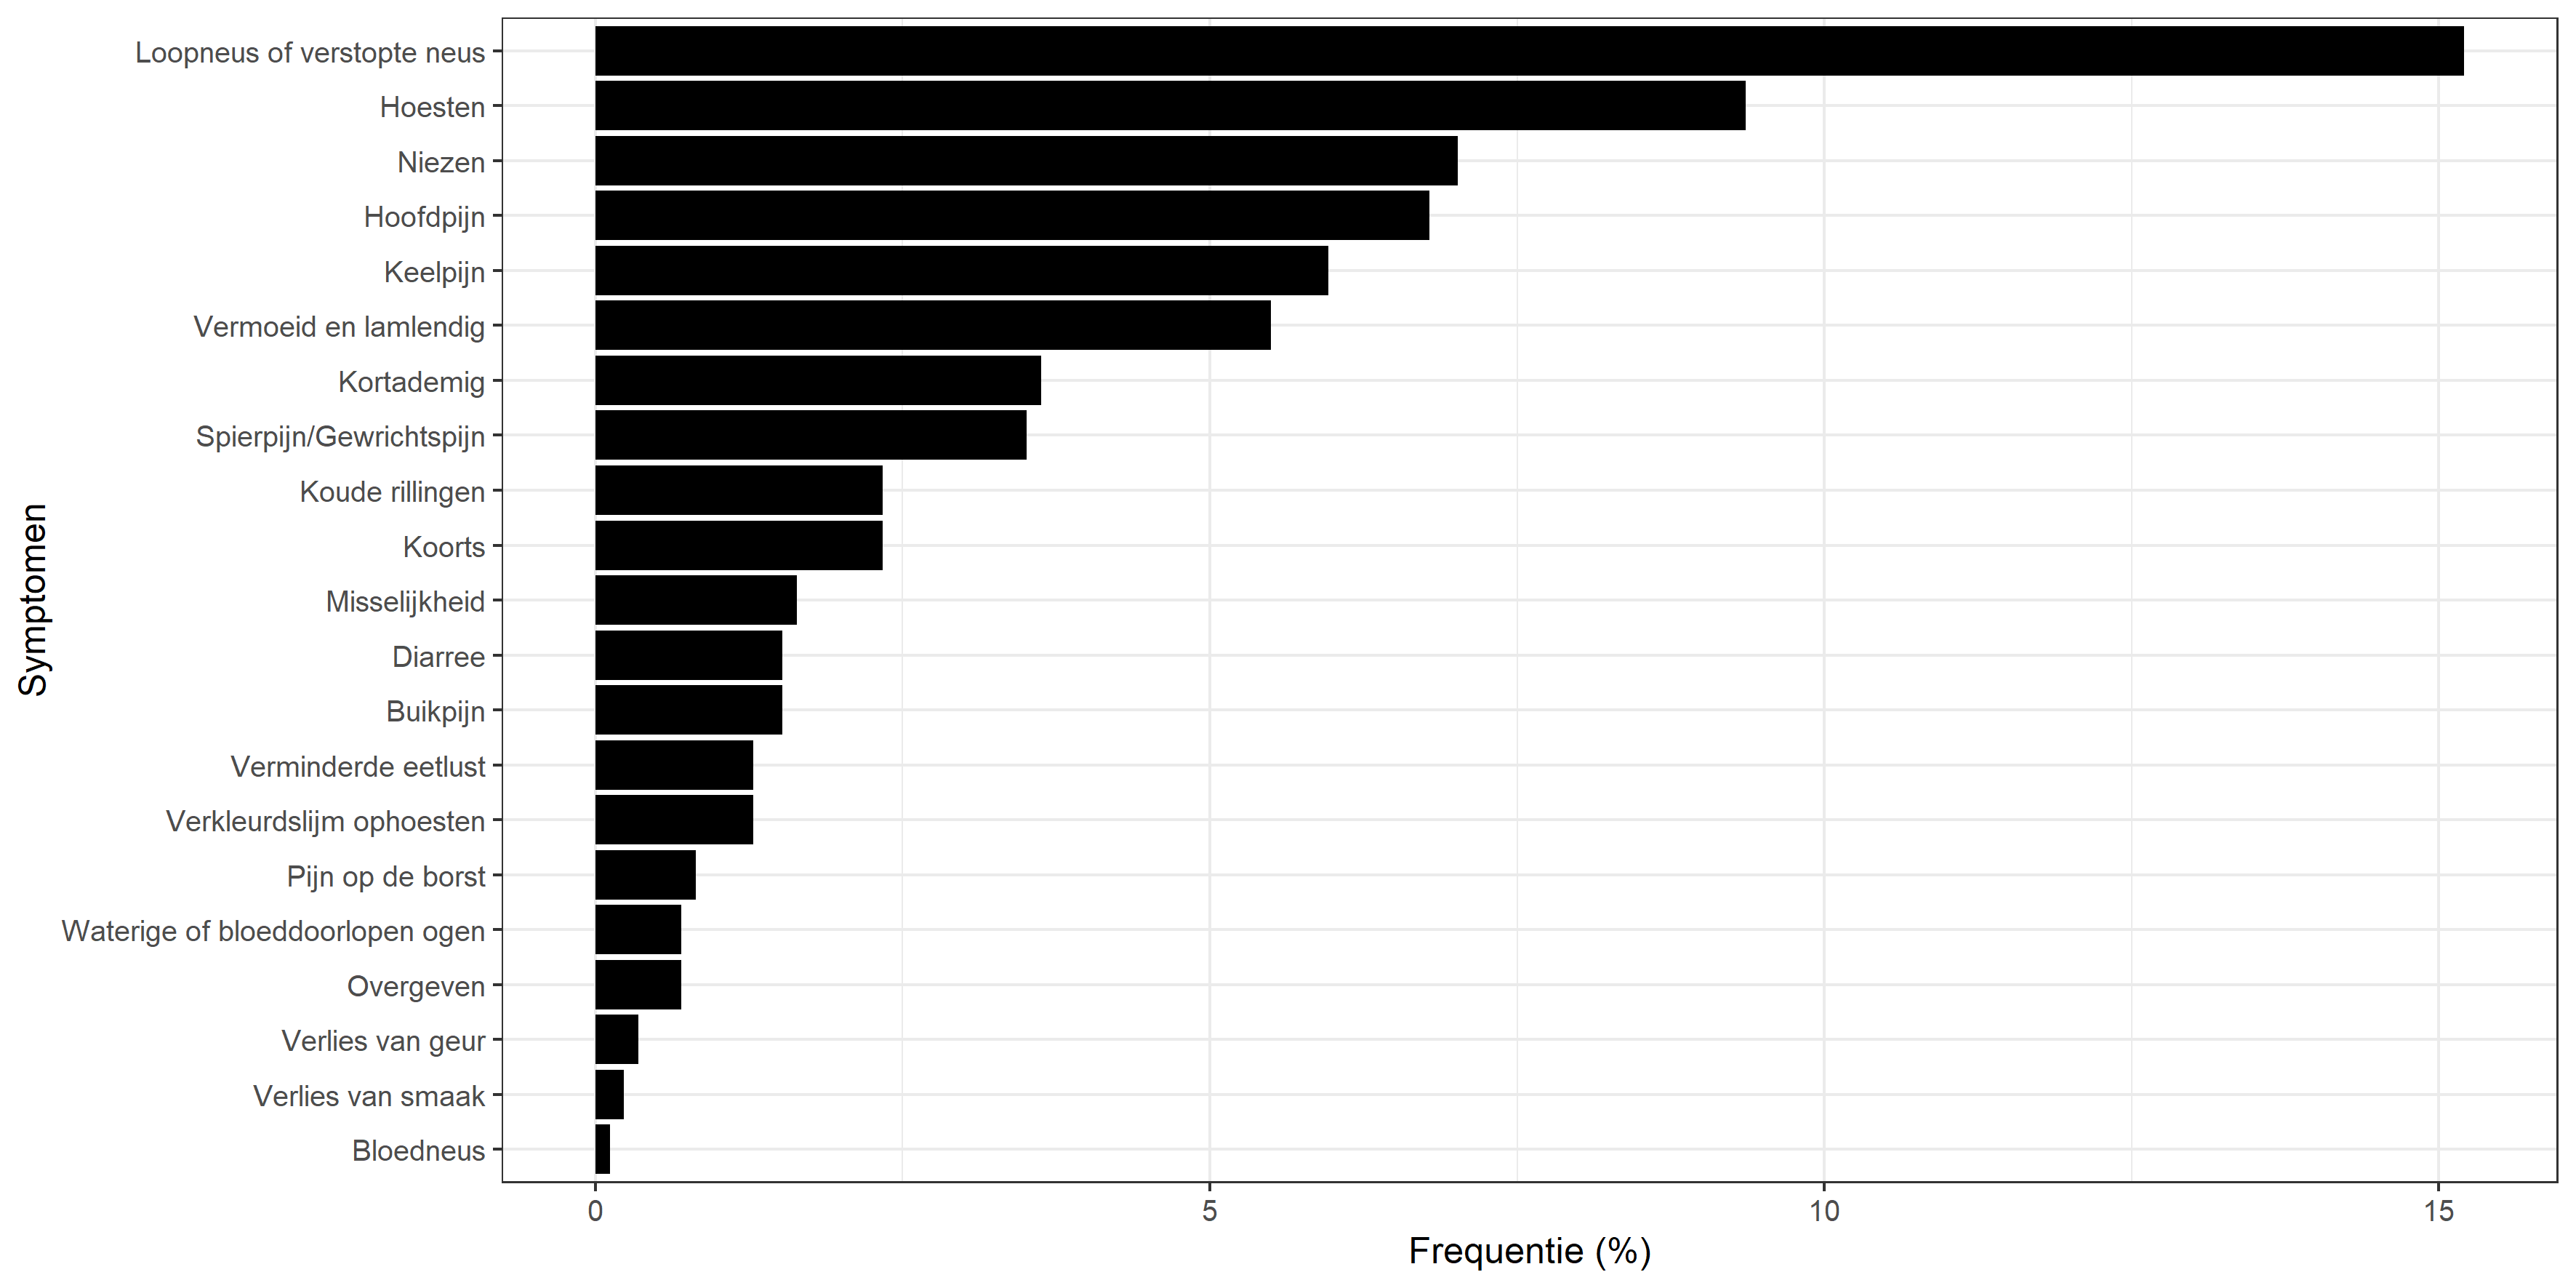 Loopneus of verstopte neus
Hoesten
Niezen
Hoofdpijn
Keelpijn
Vermoeid en lamlendig
Kortademig
Spierpijn/Gewrichtspijn
Koude rillingen
Koorts
Misselijkheid
Diarree
Buikpijn
Verminderde eetlust
Verkleurdslijm ophoesten
Pijn op de borst
Waterige of bloeddoorlopen ogen
Overgeven
Verlies van geur
Verlies van smaak
Bloedneus
Symptomen
0 5 10 15
Frequentie (%)